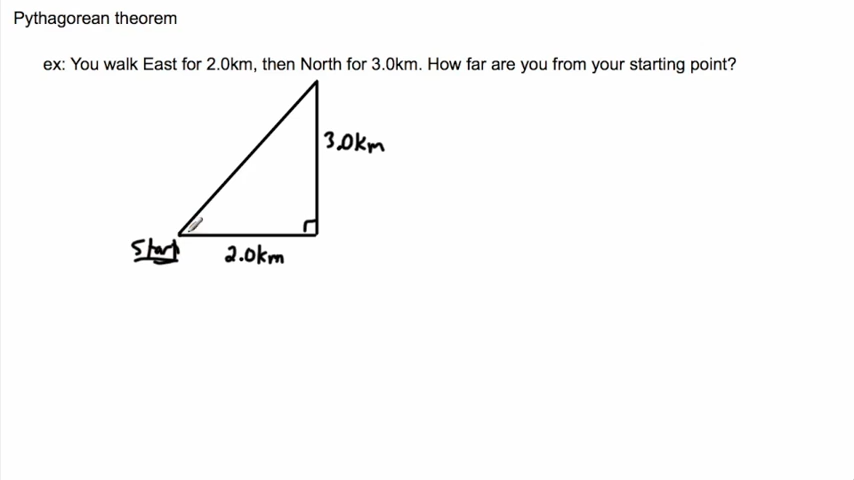 Pythagorean theorem
ex: You walk East for 2.0km, then North for 3.0km. How far are you from your starting point?
3.0km
Start
2.0km